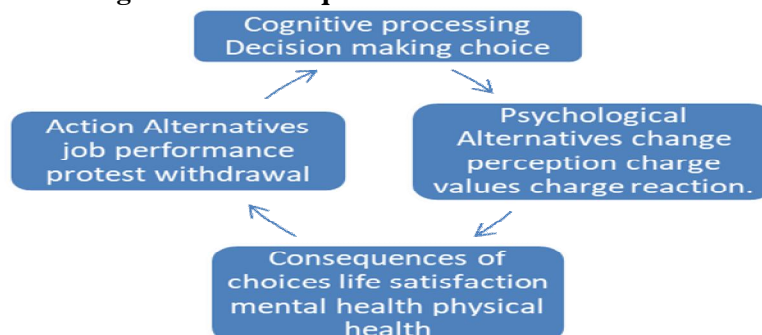 Cognitive processing
Decision making choice
Action Alternatives
job performance
protest withdrawal
Psychological
Alternatives change
perception charge
values charge reaction.
Consequences of
choices life satisfaction
mental health physical
health